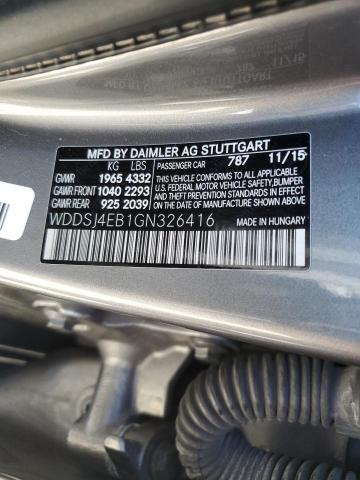 MFD BY DAIMLER AG STUTTGART
KG LBS PASSENGER CAR 787 11/15
GAWR 1965 4332 THIS VEHICLE CONFORMS TO ALL APPLICABLE
GAWR FRONT 1040 2293 U.S. FEDERAL MOTOR VEHICLE SAFETY, BUMPER
GAWR REAR 925 2039 AND THEFT PREVENTION STANDARDS IN EFFECT
ON THE DATE OF MANUFACTURE SHOWN ABOVE.
WDDSJ4EB1GN326416 MADE IN HUNGARY